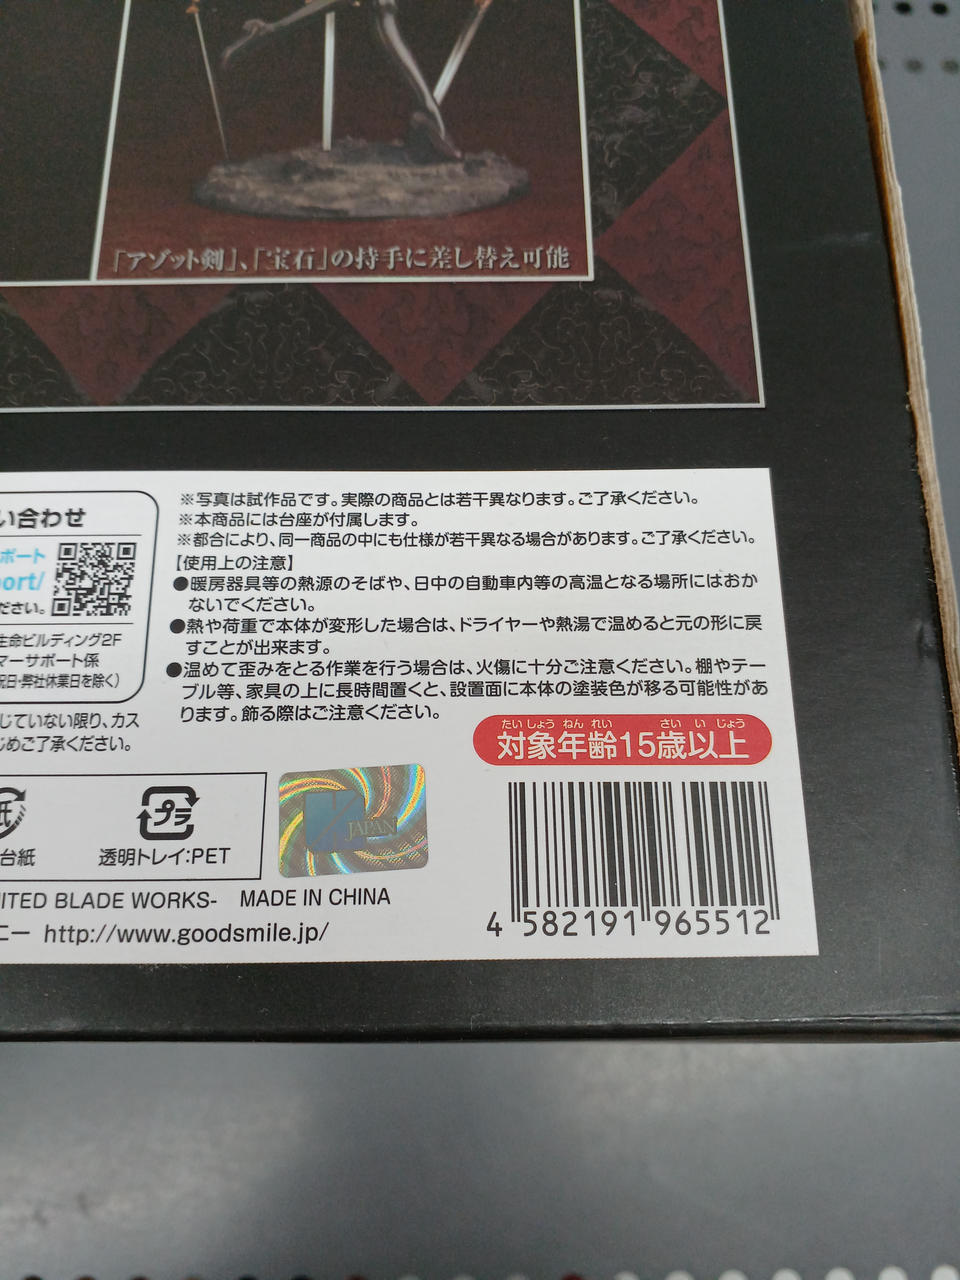 「アゾット剣」、「宝石」の持手に差し替え可能
い合わせ
ポート
ort/
ださい。
生命ビルディング2F
マーサポート係
祝日・弊社休業日を除く)
じていない限り、カス
じめご了承ください。
※写真は試作品です。実際の商品とは若干異なります。ご了承ください。
※本商品には台座が付属します。
※都合により、同一商品の中にも仕様が若干異なる場合があります。ご了承ください。
【使用上の注意】
●暖房器具等の熱源のそばや、日中の自動車内等の高温となる場所にはおか
ないでください。
●熱や荷重で本体が変形した場合は、ドライヤーや熱湯で温めると元の形に戻
すことが出来ます。
●温めて歪みをとる作業を行う場合は、火傷に十分ご注意ください。棚やテー
ブル等、家具の上に長時間置くと、設置面に本体の塗装色が移る可能性があ
ります。飾る際はご注意ください。
たいしょう ねん れい さい い じょう
対象年齢15歳以上
紙
台紙
プラ
透明トレイ:PET
JAPAN
ITED BLADE WORKS- MADE IN CHINA
ニー http://www.goodsmile.jp/
4 582191 965512